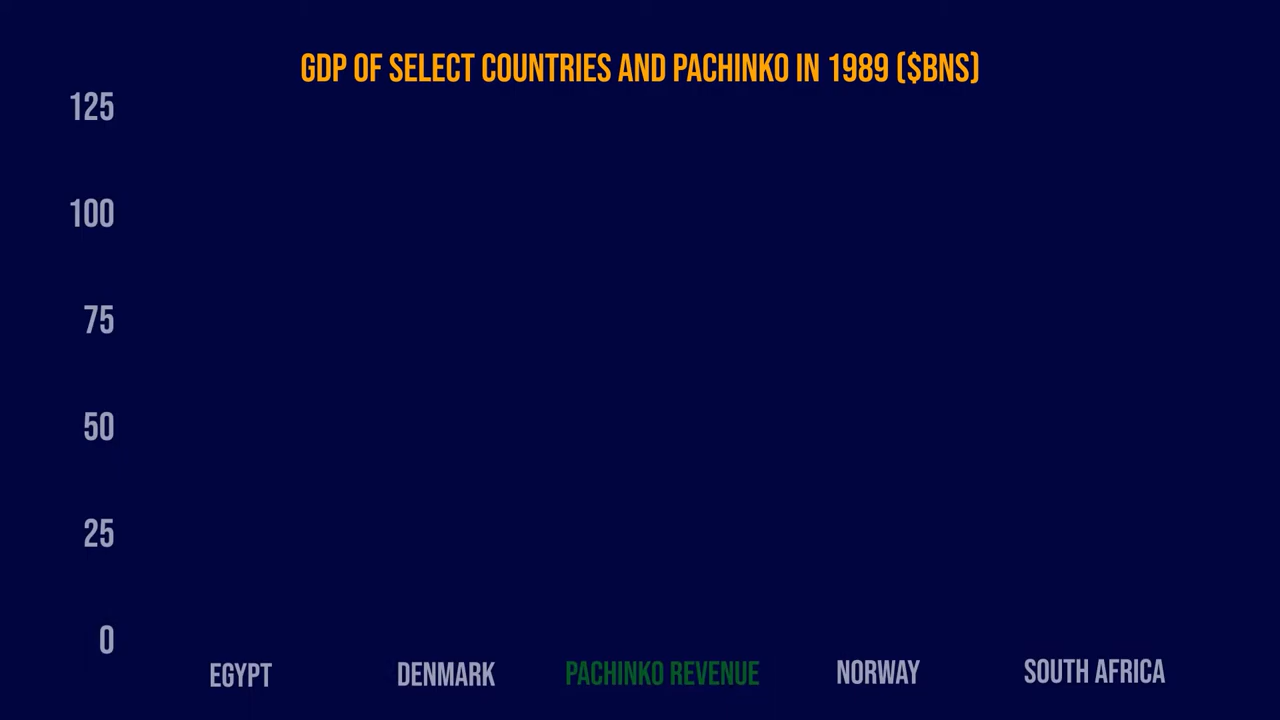 GDP OF SELECT COUNTRIES AND PACHINKO IN 1989 ($BNS)
125
100
75
50
25
0
EGYPT
DENMARK
PACHINKO REVENUE
NORWAY
SOUTH AFRICA